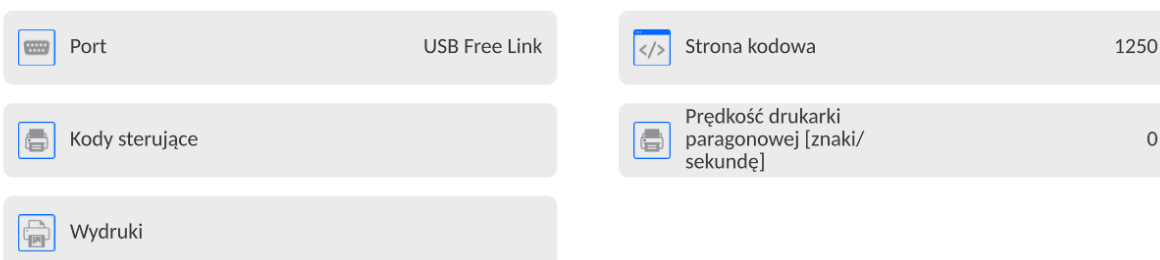 Port
USB Free Link
Strona kodowa
1250
Kody sterujące
Prędkość drukarki
paragonowej [znaki/
sekundę]
0
Wydruki